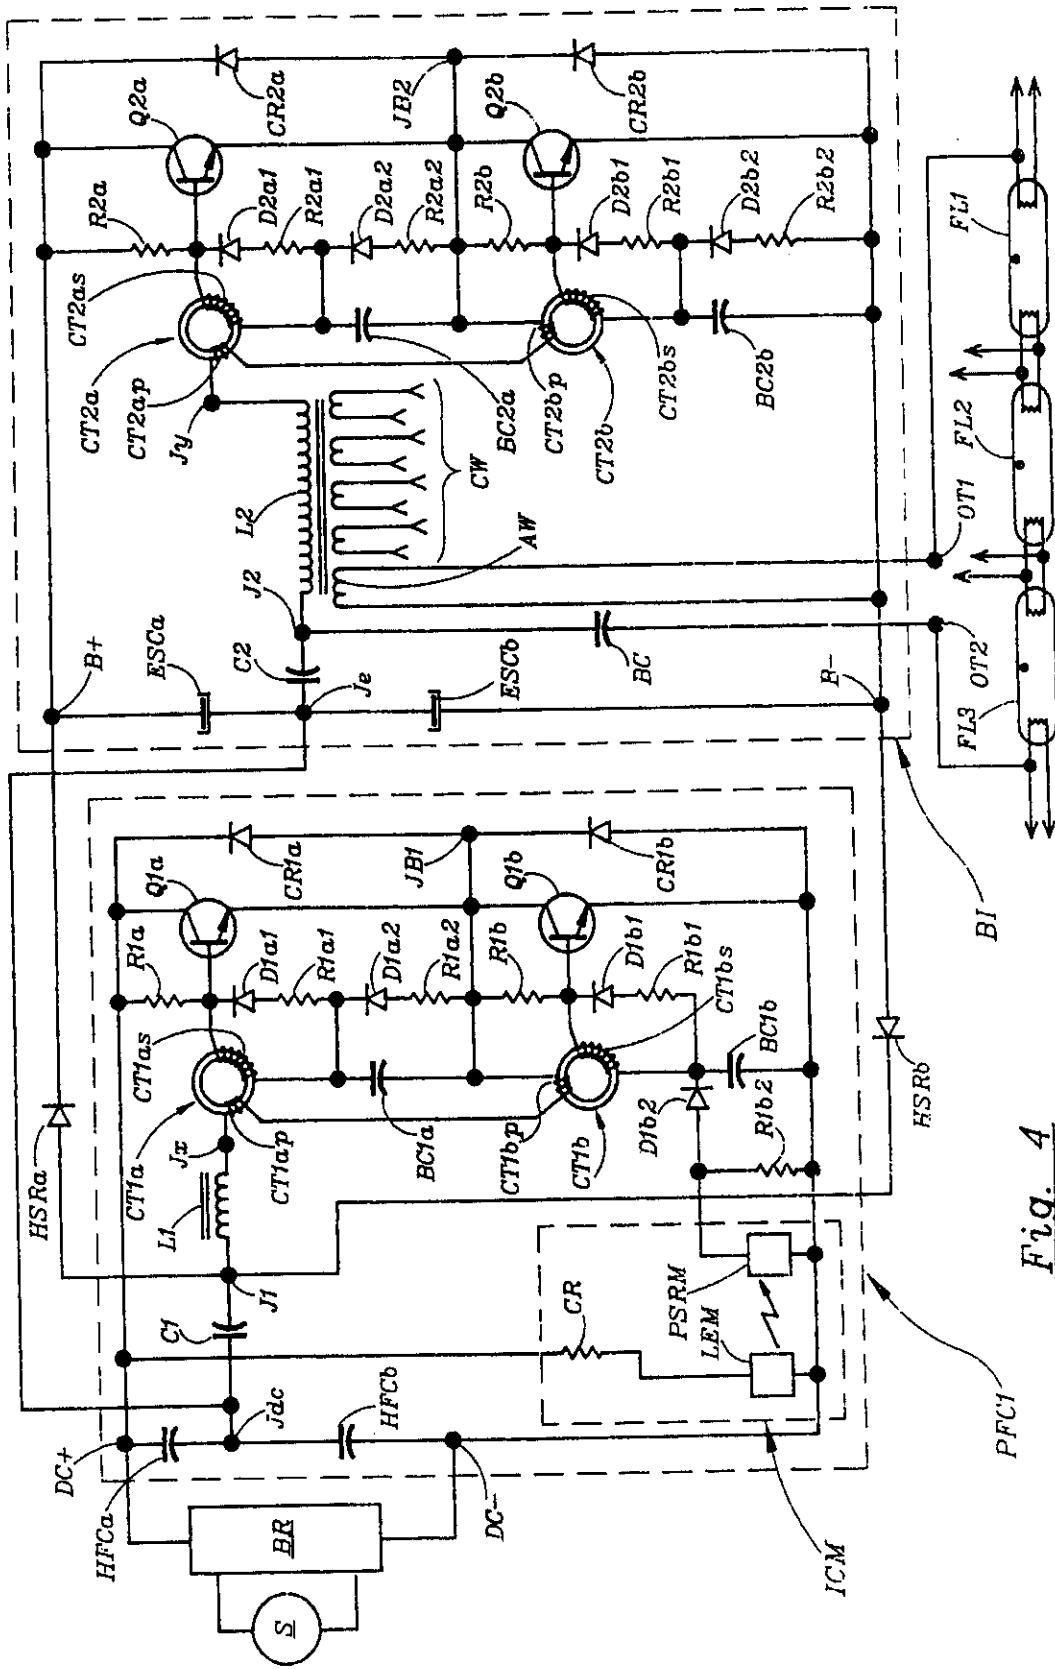 S
BR
HFCa
DC+
DC-
jdc
HFCb
C1
J1
L1
Jx
HSRa
CT1a
CT1ap
CT1as
R1a
Q1a
D1a1
R1a1
CR1a
D1a2
R1a2
JB1
BC1a
R1b
Q1b
CT1bp
CT1b
D1b1
R1b1
CR1b
CT1bs
D1b2
BC1b
R1b2
CR
PSRM
LEM
ICM
PFC1
HSRb
BI
B+
ESCa
C2
Je
ESCb
J2
L2
BC
B-
AW
CW
Jy
CT2a
CT2ap
CT2as
R2a
Q2a
D2a1
R2a1
CR2a
D2a2
R2a2
JB2
BC2a
R2b
Q2b
CT2bp
CT2b
D2b1
R2b1
CR2b
CT2bs
D2b2
R2b2
BC2b
OT1
OT2
FL1
FL2
FL3
Fig. 4